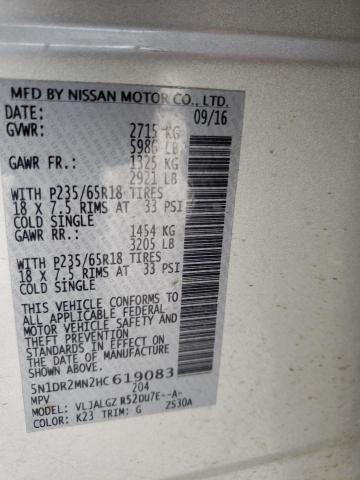 MFD BY NISSAN MOTOR CO., LTD.
DATE: 09/16
GVWR: 2715 KG
5986 LB
GAWR FR: 1325 KG
2921 LB
WITH P235/65R18 TIRES
18 X 7.5 RIMS AT 33 PSI
COLD SINGLE
GAWR RR: 1454 KG
3205 LB
WITH P235/65R18 TIRES
18 X 7.5 RIMS AT 33 PSI
COLD SINGLE
THIS VEHICLE CONFORMS TO
ALL APPLICABLE FEDERAL
MOTOR VEHICLE SAFETY AND
THEFT PREVENTION
STANDARDS IN EFFECT ON
THE DATE OF MANUFACTURE
SHOWN ABOVE.
5N1DR2MN2HC619083
MPV 204
MODEL: VLJALGZ R52DU7E--A-
COLOR: K23 TRIM: G ZS30A